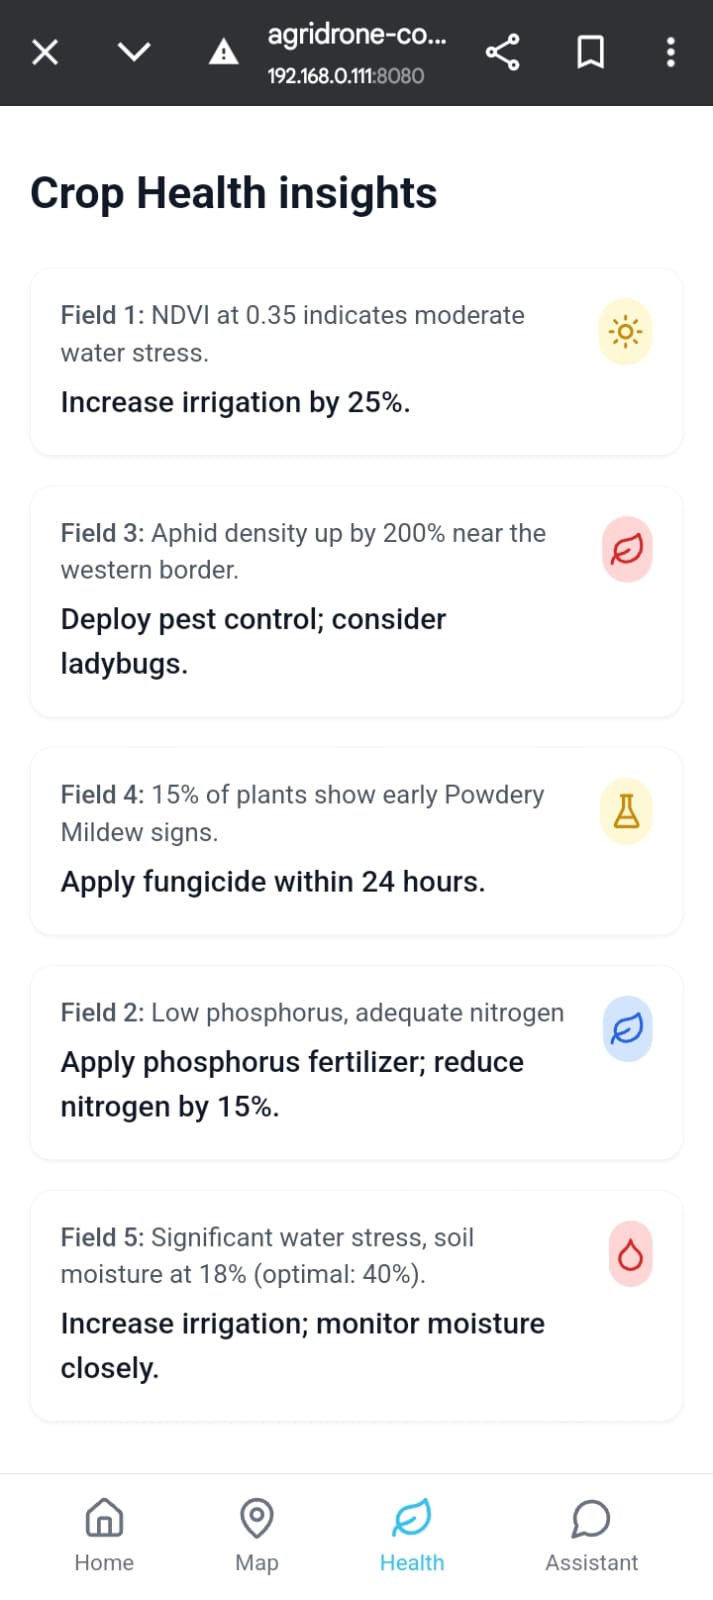 agridrone-co...
192.168.0.111:8080
Crop Health insights
Field 1: NDVI at 0.35 indicates moderate
water stress.
Increase irrigation by 25%.
Field 3: Aphid density up by 200% near the
western border.
Deploy pest control; consider
ladybugs.
Field 4: 15% of plants show early Powdery
Mildew signs.
Apply fungicide within 24 hours.
Field 2: Low phosphorus, adequate nitrogen
Apply phosphorus fertilizer; reduce
nitrogen by 15%.
Field 5: Significant water stress, soil
moisture at 18% (optimal: 40%).
Increase irrigation; monitor moisture
closely.
Home Map Health Assistant